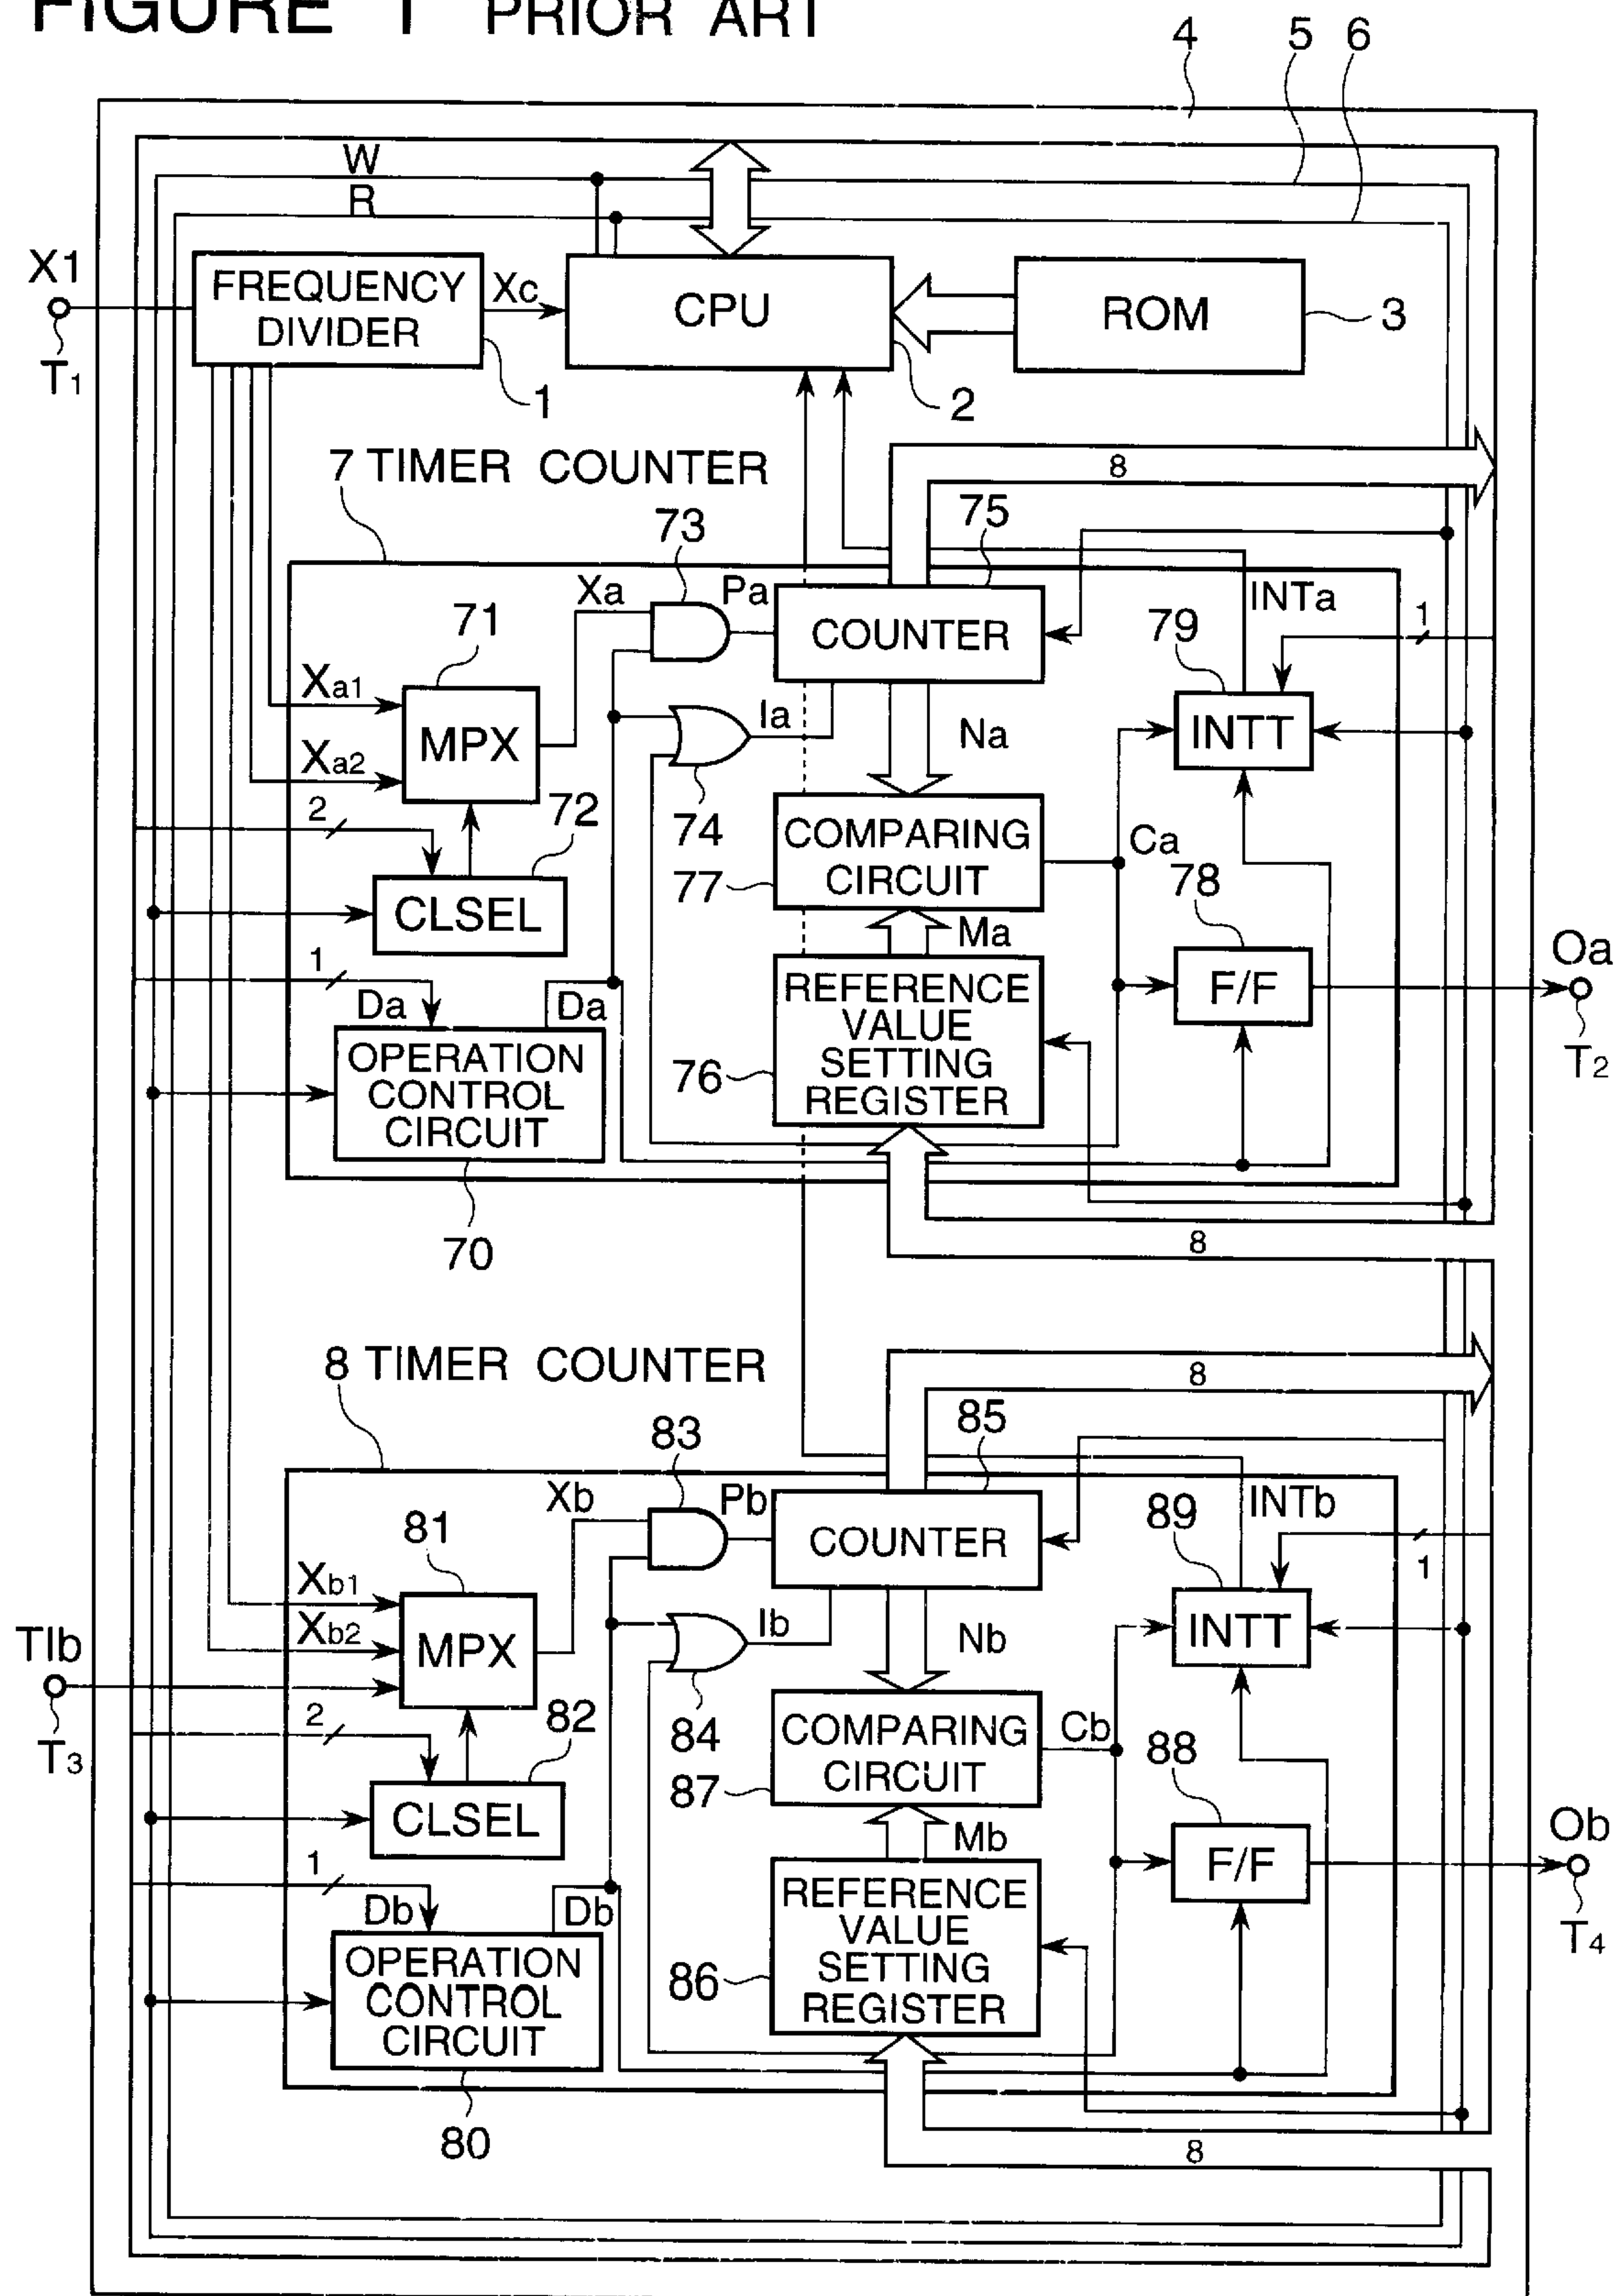 FIGURE 1 PRIOR ART
4 5 6
W
R
X1
T1
FREQUENCY
DIVIDER
Xc
CPU
ROM
3
1
2
7 TIMER COUNTER
8
73
75
Xa
Pa
COUNTER
INTa
1
71
79
Xa1
MPX
Xa2
Ia
Na
INTT
2
72
74
COMPARING
CIRCUIT
Ca
77
78
CLSEL
Ma
1
Da
Da
REFERENCE
VALUE
SETTING
REGISTER
F/F
Oa
T2
OPERATION
CONTROL
CIRCUIT
76
70
8
8 TIMER COUNTER
8
83
85
Xb
Pb
COUNTER
INTb
1
81
89
Xb1
Xb2
MPX
Ib
Nb
INTT
TIb
T3
2
82
84
COMPARING
CIRCUIT
Cb
87
88
CLSEL
Mb
1
Db
Db
REFERENCE
VALUE
SETTING
REGISTER
F/F
Ob
T4
OPERATION
CONTROL
CIRCUIT
86
80
8